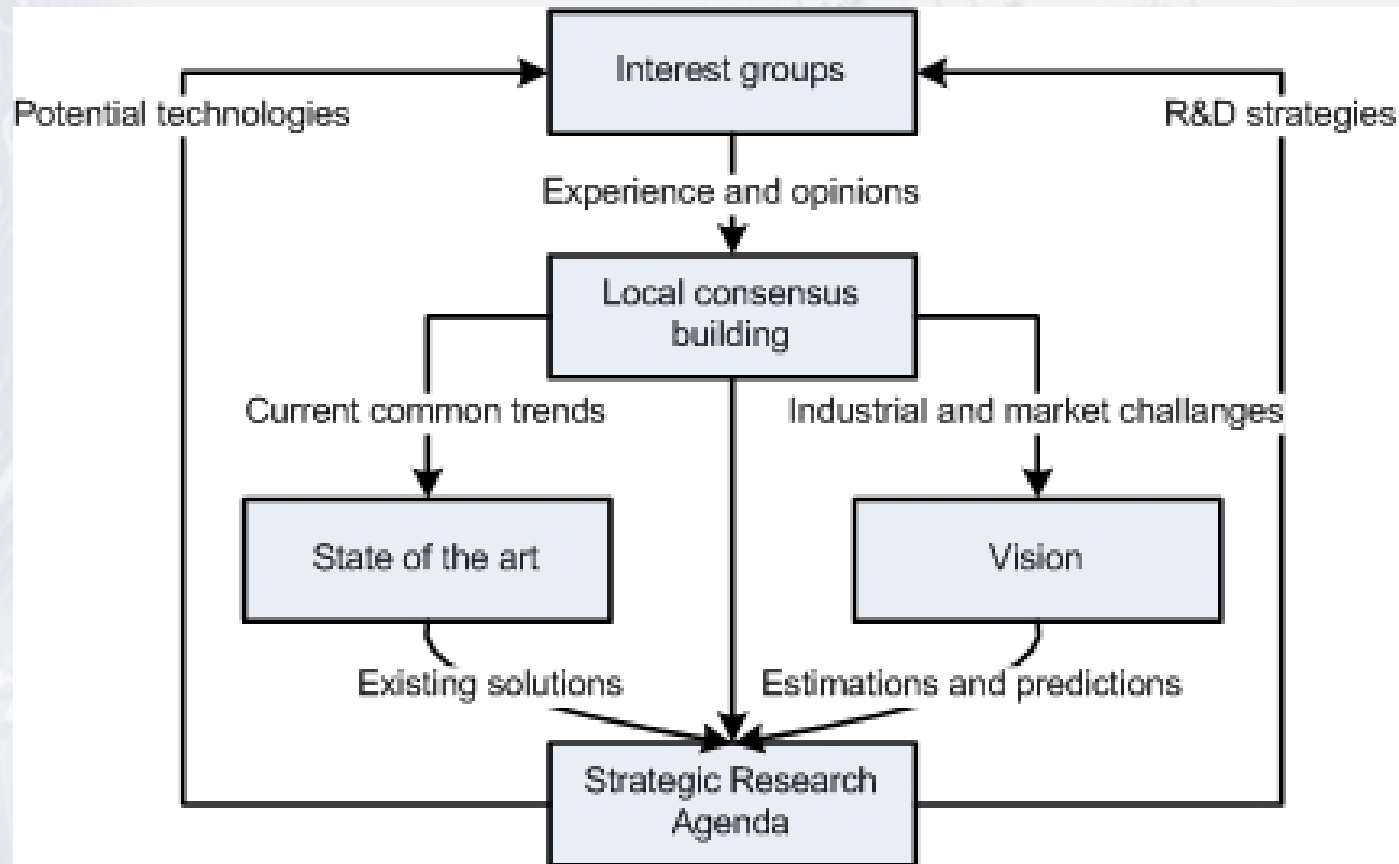 Interest groups
Potential technologies
R&D strategies
Experience and opinions
Local consensus
building
Current common trends
Industrial and market challanges
State of the art
Vision
Existing solutions
Estimations and predictions
Strategic Research
Agenda